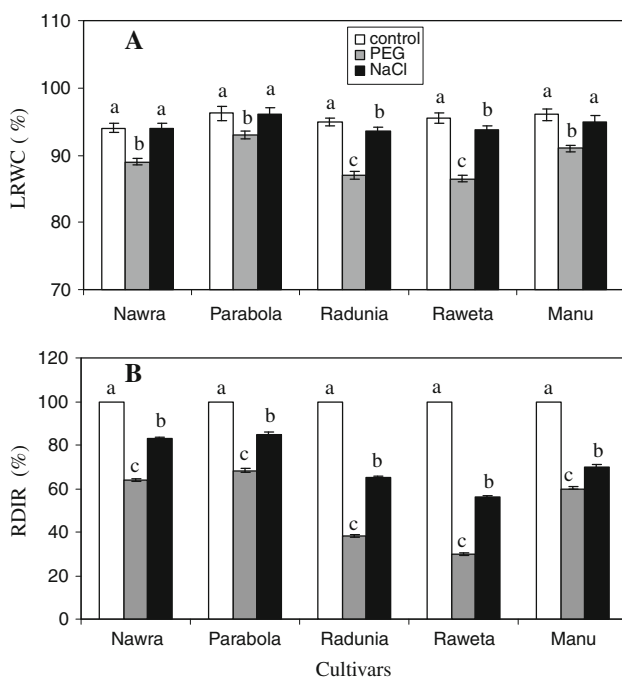 110
A
control
PEG
NaCl
100
90
80
70
LRWC ( %)
a b a
a b a
a c b
a c b
a b a
Nawra Parabola Radunia Raweta Manu
120
B
100
80
60
40
20
0
RDIR (%)
a c b
a c b
a c b
a c b
a c b
Nawra Parabola Radunia Raweta Manu
Cultivars